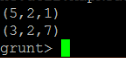 (5,2,1)
(3,2,7)
grunt>